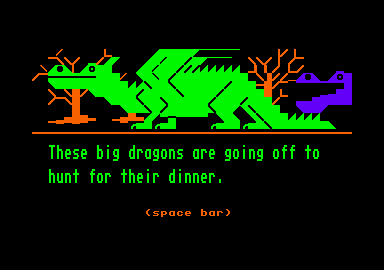 These big dragons are going off to
hunt for their dinner.
(space bar)